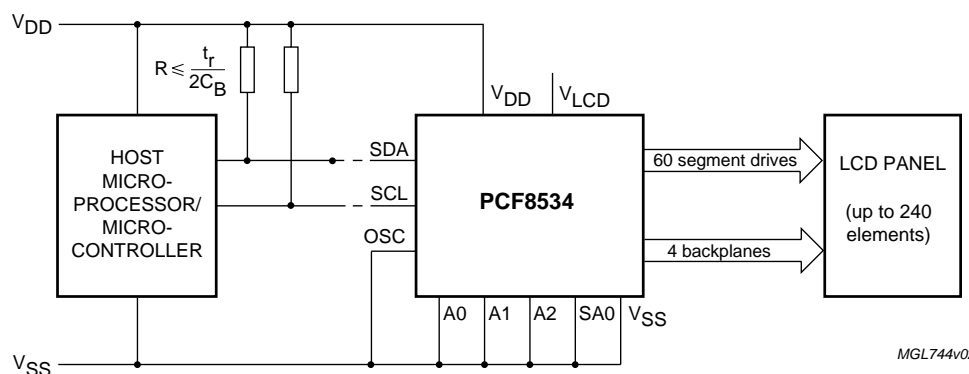 VDD
R ≤ tr
2CB
VDD
VLCD
HOST
MICRO-
PROCESSOR/
MICRO-
CONTROLLER
SDA
SCL
OSC
PCF8534
60 segment drives
4 backplanes
LCD PANEL
(up to 240
elements)
A0 A1 A2 SA0 VSS
VSS